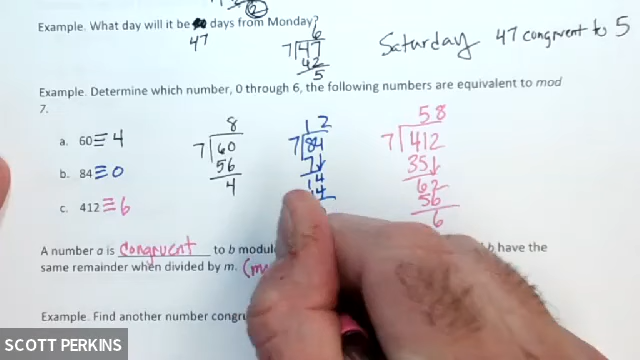 2
Example. What day will it be days from Monday?
47
6
7 47
42
5
Saturday 47 congruent to 5
Example. Determine which number, 0 through 6, the following numbers are equivalent to mod
7.
a. 60 ≡ 4
b. 84 ≡ 0
c. 412 ≡ 6
8
7 60
56
4
12
7 84
7↓
14
14
58
7 412
35↓
62
56
6
A number a is congruent to b modul b have the
same remainder when divided by m. (m
Example. Find another number congru
SCOTT PERKINS